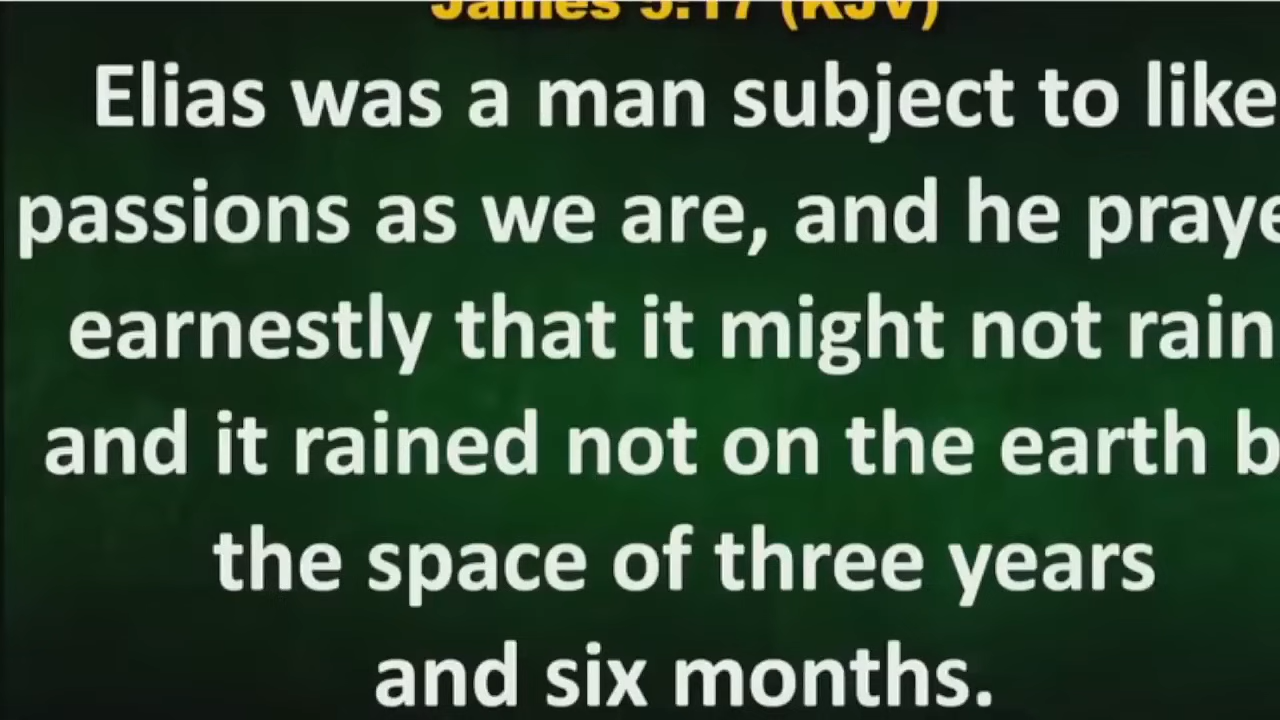 James 5:17 (KJV)
Elias was a man subject to like
passions as we are, and he praye
earnestly that it might not rain
and it rained not on the earth b
the space of three years
and six months.